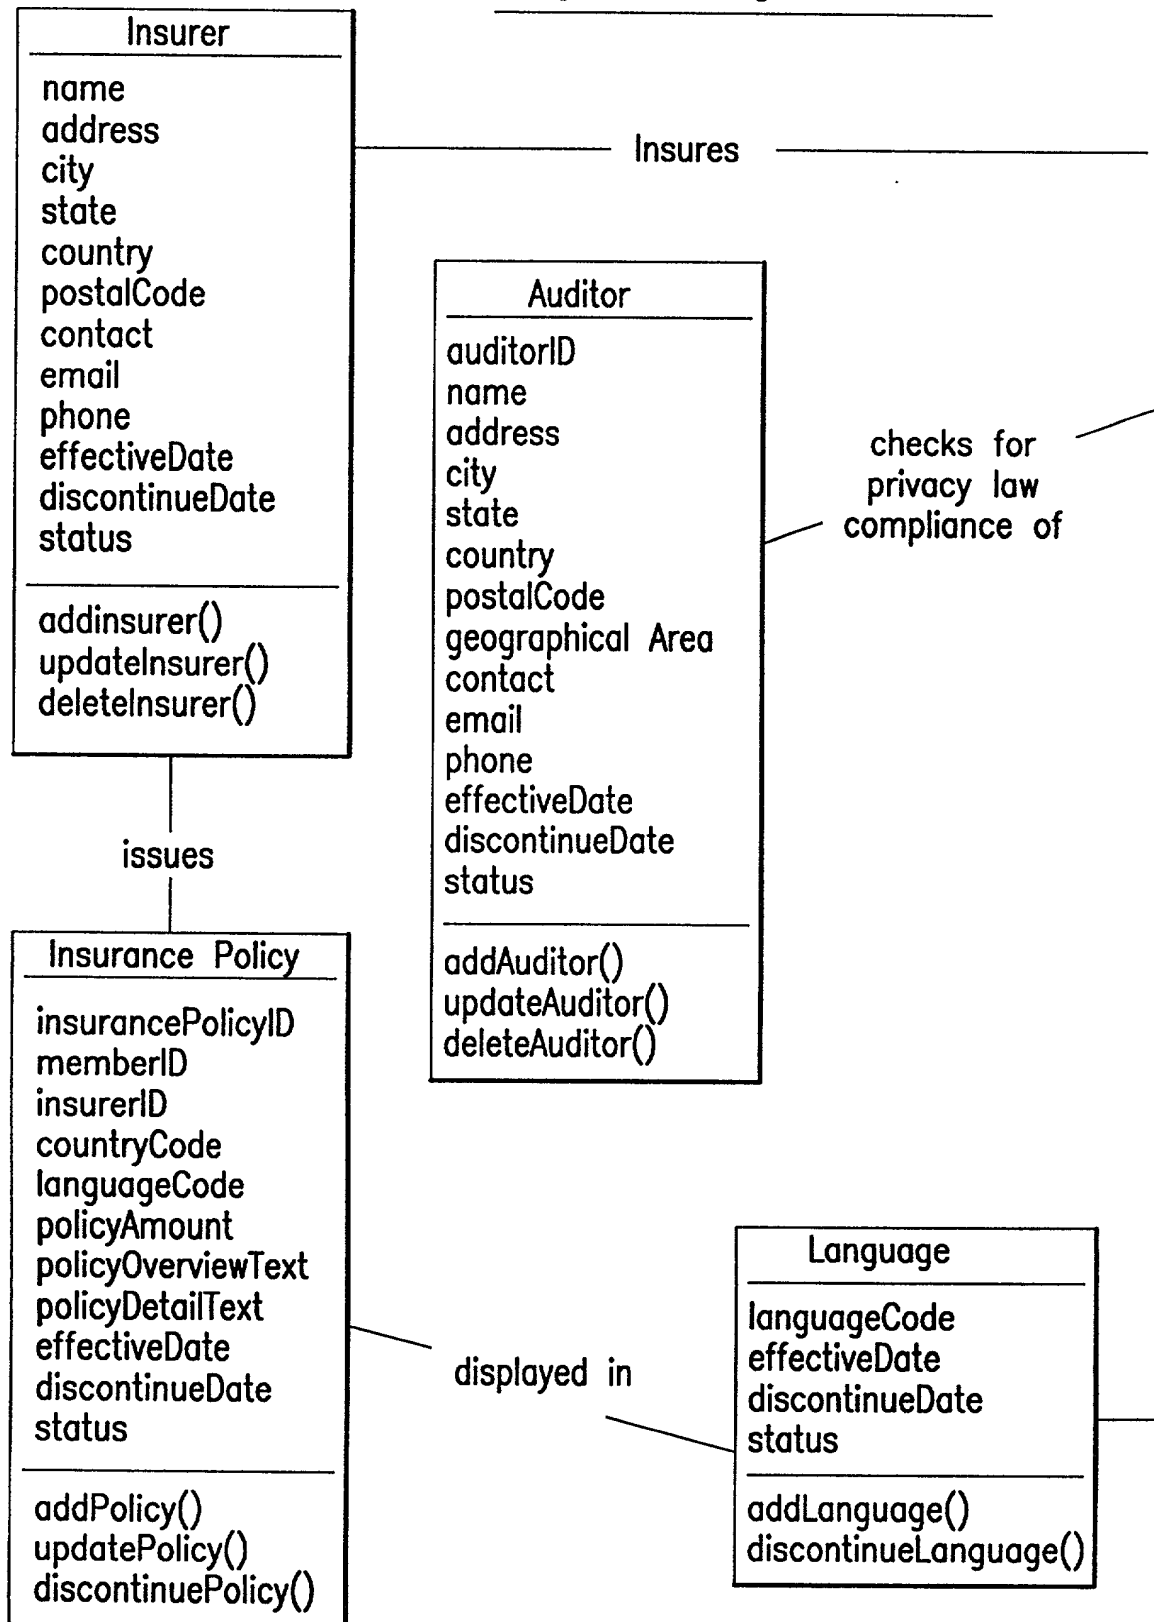 Insurer
name
address
city
state
country
postalCode
contact
email
phone
effectiveDate
discontinueDate
status
addinsurer()
updateInsurer()
deleteInsurer()
Insures
Auditor
auditorID
name
address
city
state
country
postalCode
geographical Area
contact
email
phone
effectiveDate
discontinueDate
status
addAuditor()
updateAuditor()
deleteAuditor()
checks for
privacy law
compliance of
issues
Insurance Policy
insurancePolicyID
memberID
insurerID
countryCode
languageCode
policyAmount
policyOverviewText
policyDetailText
effectiveDate
discontinueDate
status
addPolicy()
updatePolicy()
discontinuePolicy()
displayed in
Language
languageCode
effectiveDate
discontinueDate
status
addLanguage()
discontinueLanguage()